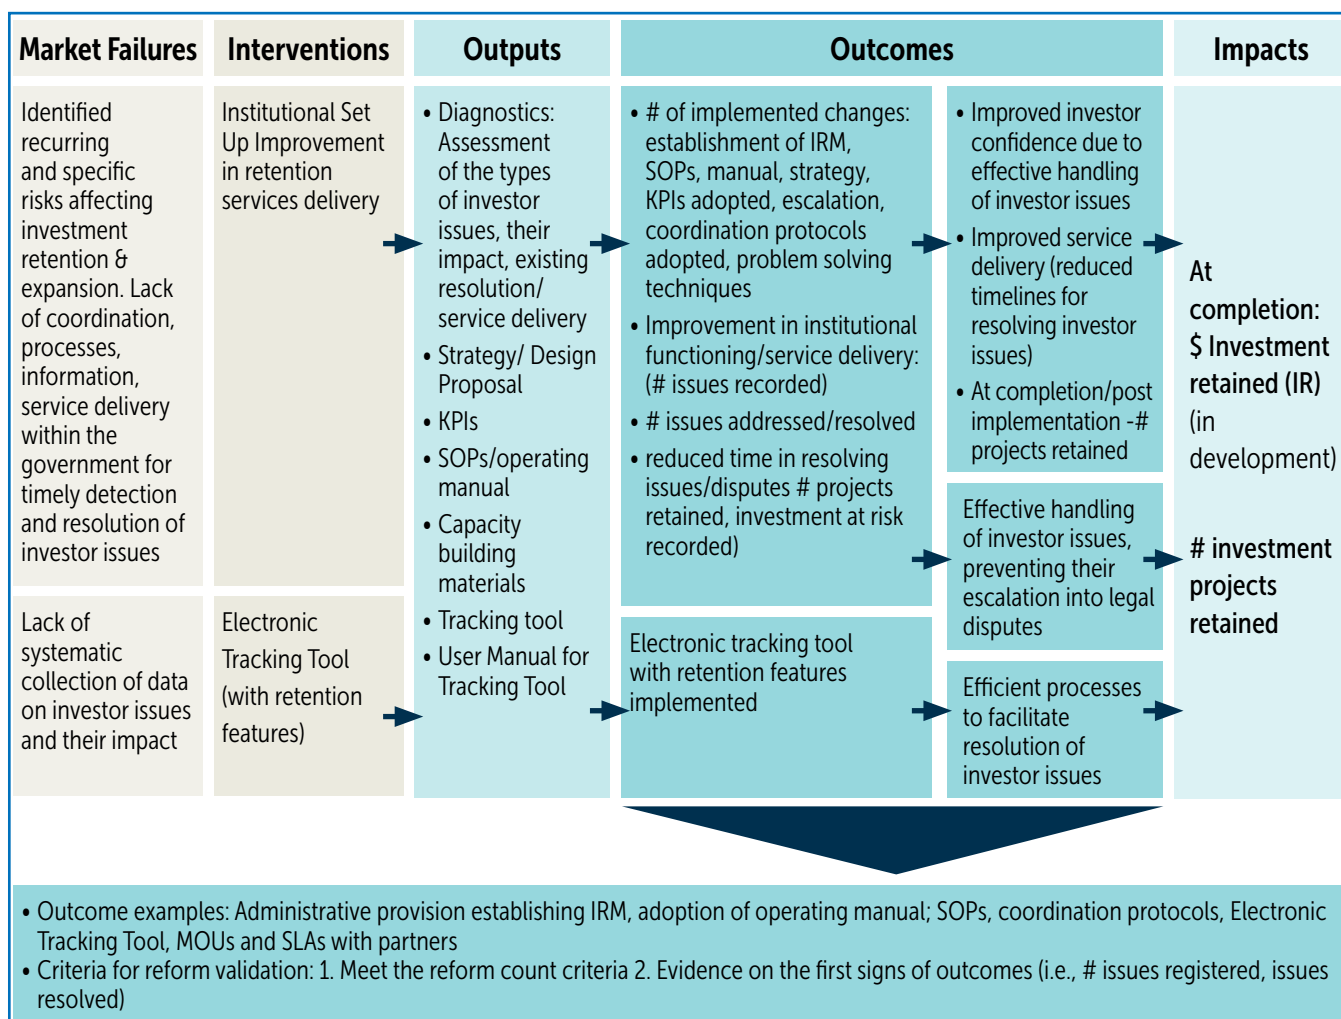 Market Failures
Interventions
Outputs
Outcomes
Impacts
Identified
recurring
and specific
risks affecting
investment
retention &
expansion. Lack
of coordination,
processes,
information,
service delivery
within the
government for
timely detection
and resolution of
investor issues
Lack of
systematic
collection of data
on investor issues
and their impact
Institutional Set
Up Improvement
in retention
services delivery
Electronic
Tracking Tool
(with retention
features)
• Diagnostics:
Assessment
of the types
of investor
issues, their
impact, existing
resolution/
service delivery
• Strategy/ Design
Proposal
• KPIs
• SOPs/operating
manual
• Capacity
building
materials
• Tracking tool
• User Manual for
Tracking Tool
• # of implemented changes:
establishment of IRM,
SOPs, manual, strategy,
KPIs adopted, escalation,
coordination protocols
adopted, problem solving
techniques
• Improvement in institutional
functioning/service delivery:
(# issues recorded)
• # issues addressed/resolved
• reduced time in resolving
issues/disputes # projects
retained, investment at risk
recorded)
Electronic tracking tool
with retention features
implemented
• Improved investor
confidence due to
effective handling
of investor issues
• Improved service
delivery (reduced
timelines for
resolving investor
issues)
• At completion/post
implementation -#
projects retained
Effective handling
of investor issues,
preventing their
escalation into legal
disputes
Efficient processes
to facilitate
resolution of
investor issues
At
completion:
$ Investment
retained (IR)
(in
development)
# investment
projects
retained
• Outcome examples: Administrative provision establishing IRM, adoption of operating manual; SOPs, coordination protocols, Electronic
Tracking Tool, MOUs and SLAs with partners
• Criteria for reform validation: 1. Meet the reform count criteria 2. Evidence on the first signs of outcomes (i.e., # issues registered, issues
resolved)